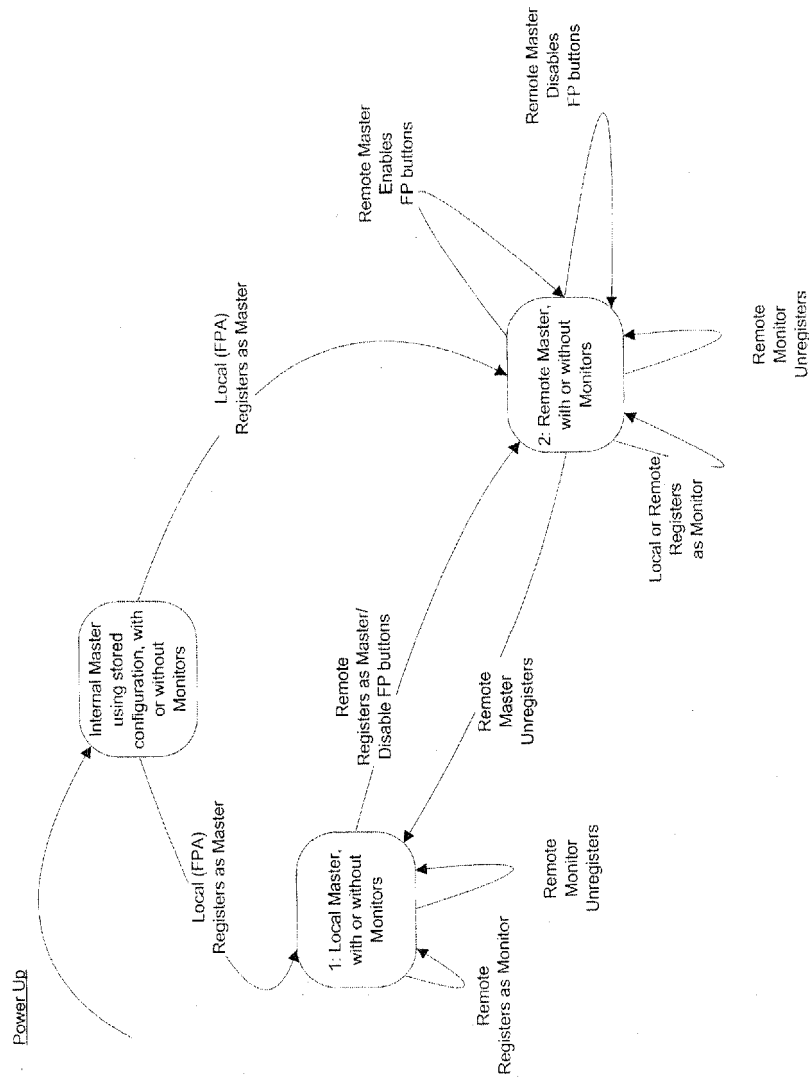 Power Up
Internal Master
using stored
configuration, with
or without
Monitors
Local (FPA)
Registers as Master
Local (FPA)
Registers as Master
1: Local Master,
with or without
Monitors
Remote
Registers as Master/
Disable FP buttons
Remote
Master
Unregisters
Remote
Registers as Monitor
Remote
Monitor
Unregisters
2: Remote Master,
with or without
Monitors
Remote Master
Enables
FP buttons
Remote Master
Disables
FP buttons
Local or Remote
Registers
as Monitor
Remote
Monitor
Unregisters